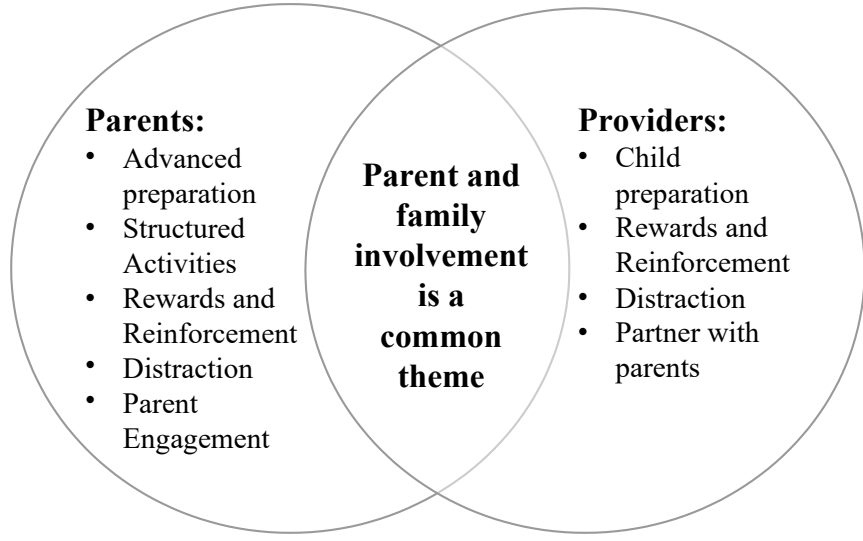 Parents:
• Advanced
preparation
• Structured
Activities
• Rewards and
Reinforcement
• Distraction
• Parent
Engagement
Parent and
family
involvement
is a
common
theme
Providers:
• Child
preparation
• Rewards and
Reinforcement
• Distraction
• Partner with
parents